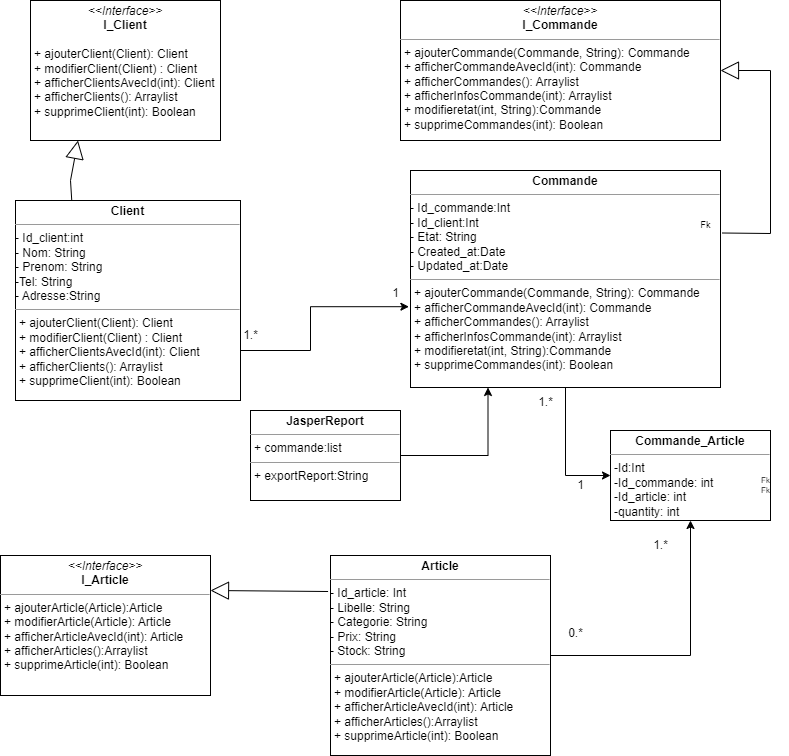 <<Interface>>
I_Client
+ ajouterClient(Client): Client
+ modifierClient(Client) : Client
+ afficherClientsAvecId(int): Client
+ afficherClients(): Arraylist
+ supprimeClient(int): Boolean
<<Interface>>
I_Commande
+ ajouterCommande(Commande, String): Commande
+ afficherCommandeAvecId(int): Commande
+ afficherCommandes(): Arraylist
+ afficherInfosCommande(int): Arraylist
+ modifieretat(int, String):Commande
+ supprimeCommandes(int): Boolean
Client
- Id_client:int
- Nom: String
- Prenom: String
-Tel: String
- Adresse:String
+ ajouterClient(Client): Client
+ modifierClient(Client) : Client
+ afficherClientsAvecId(int): Client
+ afficherClients(): Arraylist
+ supprimeClient(int): Boolean
1.*
1
Commande
- Id_commande:Int
- Id_client:Int
Fk
- Etat: String
- Created_at:Date
- Updated_at:Date
+ ajouterCommande(Commande, String): Commande
+ afficherCommandeAvecId(int): Commande
+ afficherCommandes(): Arraylist
+ afficherInfosCommande(int): Arraylist
+ modifieretat(int, String):Commande
+ supprimeCommandes(int): Boolean
JasperReport
+ commande:list
+ exportReport:String
1.*
1
Commande_Article
-Id:Int
-Id_commande: int
Fk
-Id_article: int
Fk
-quantity: int
1.*
0.*
<<Interface>>
I_Article
+ ajouterArticle(Article):Article
+ modifierArticle(Article): Article
+ afficherArticleAvecId(int): Article
+ afficherArticles():Arraylist
+ supprimeArticle(int): Boolean
Article
- Id_article: Int
- Libelle: String
- Categorie: String
- Prix: String
- Stock: String
+ ajouterArticle(Article):Article
+ modifierArticle(Article): Article
+ afficherArticleAvecId(int): Article
+ afficherArticles():Arraylist
+ supprimeArticle(int): Boolean